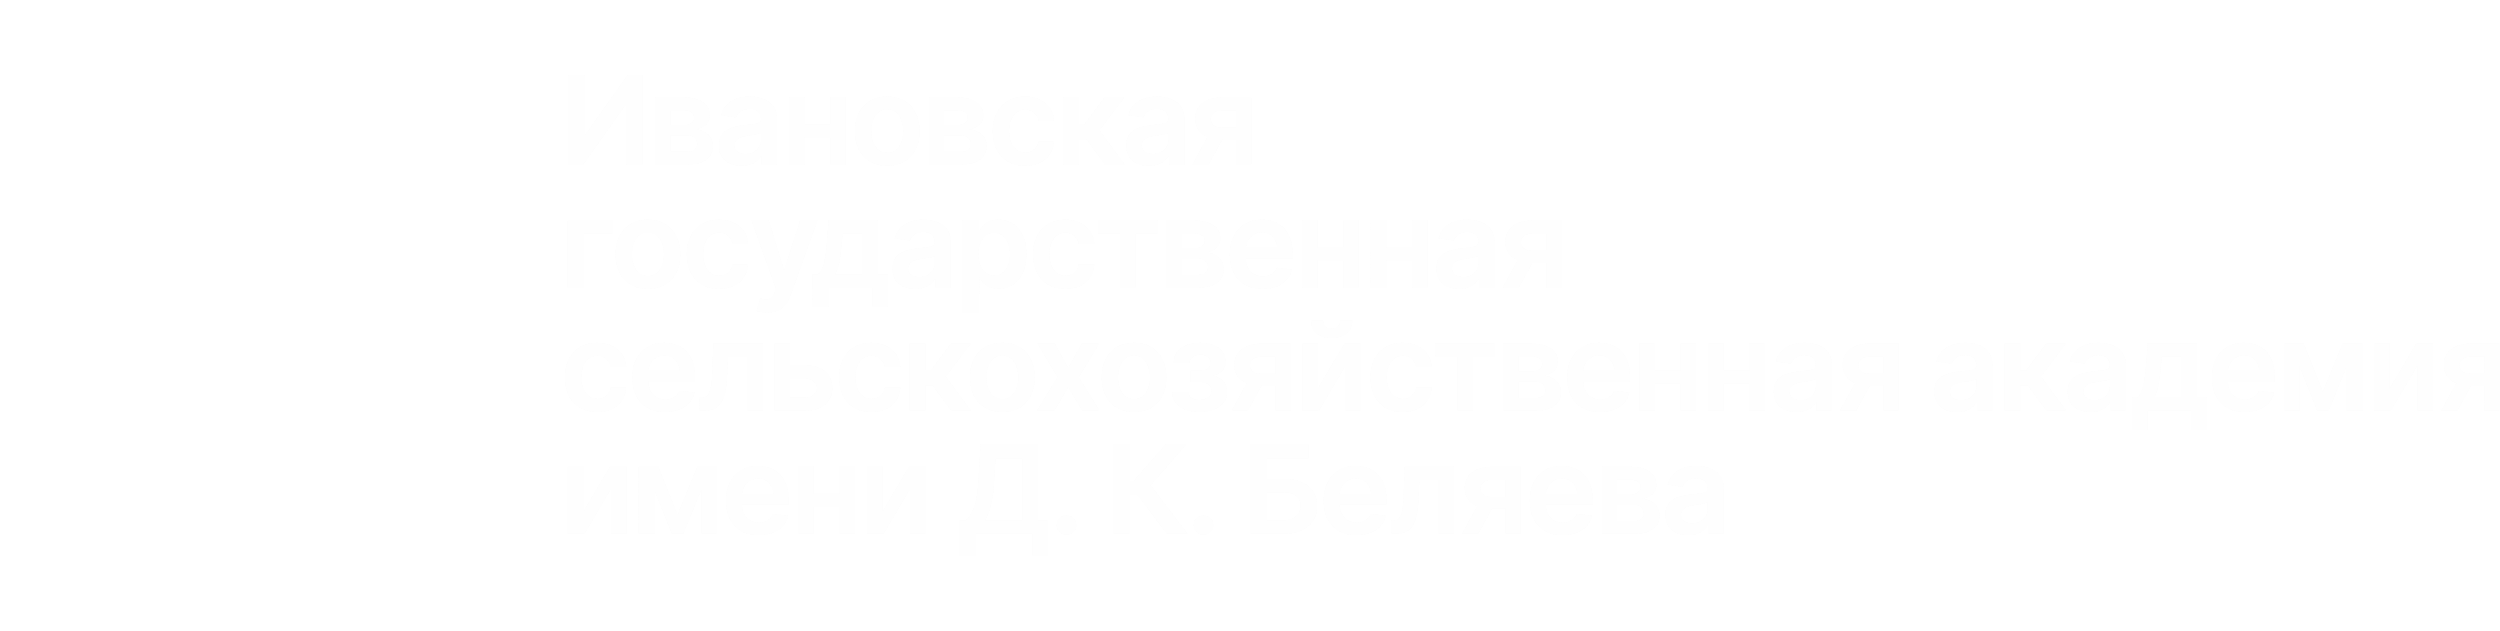 Ивановская
государственная
сельскохозяйственная академия
имени Д. К. Беляева